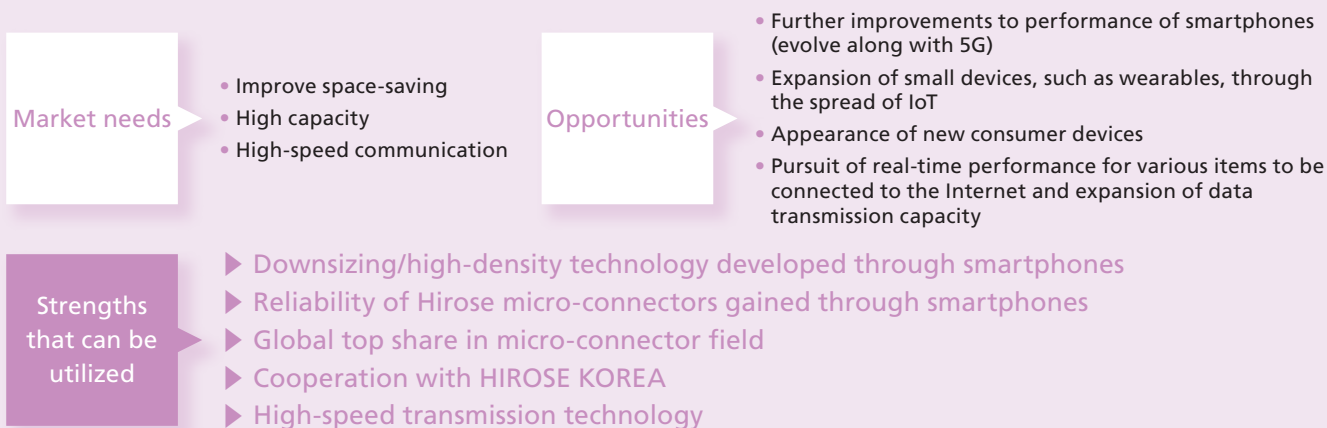 Market needs
• Improve space-saving
• High capacity
• High-speed communication
Opportunities
• Further improvements to performance of smartphones
(evolve along with 5G)
• Expansion of small devices, such as wearables, through
the spread of IoT
• Appearance of new consumer devices
• Pursuit of real-time performance for various items to be
connected to the Internet and expansion of data
transmission capacity
Strengths
that can be
utilized
▶ Downsizing/high-density technology developed through smartphones
▶ Reliability of Hirose micro-connectors gained through smartphones
▶ Global top share in micro-connector field
▶ Cooperation with HIROSE KOREA
▶ High-speed transmission technology